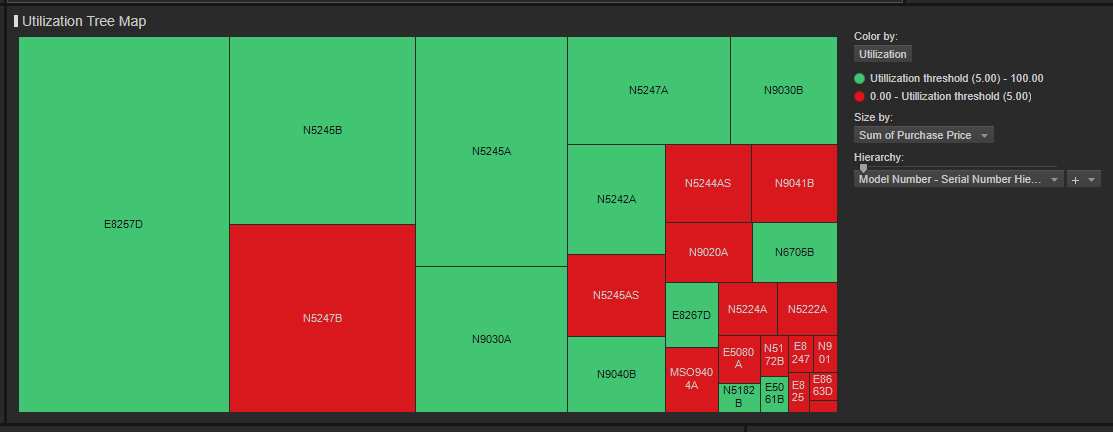 Utilization Tree Map
E8257D
N5245B
N5247B
N5245A
N9030A
N5247A
N9030B
N5242A
N5245AS
N9040B
N5244AS
N9041B
N9020A
N6705B
E8267D
MSO940
4A
N5224A
N5222A
E5080
A
N5182
B
N51
72B
E50
61B
E8
247
N9
01
E8
25
E86
63D
Color by:
Utilization
Utillization threshold (5.00) - 100.00
0.00 - Utillization threshold (5.00)
Size by:
Sum of Purchase Price
Hierarchy:
Model Number - Serial Number Hie...
+